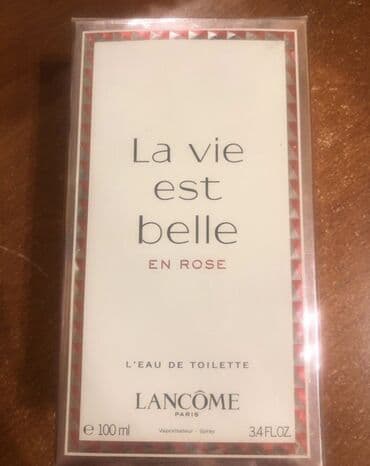 La vie
est
belle
EN ROSE
L'EAU DE TOILETTE
LANCÔME
PARIS
e 100 ml Vaporisateur - Spray 3.4 FL.OZ.